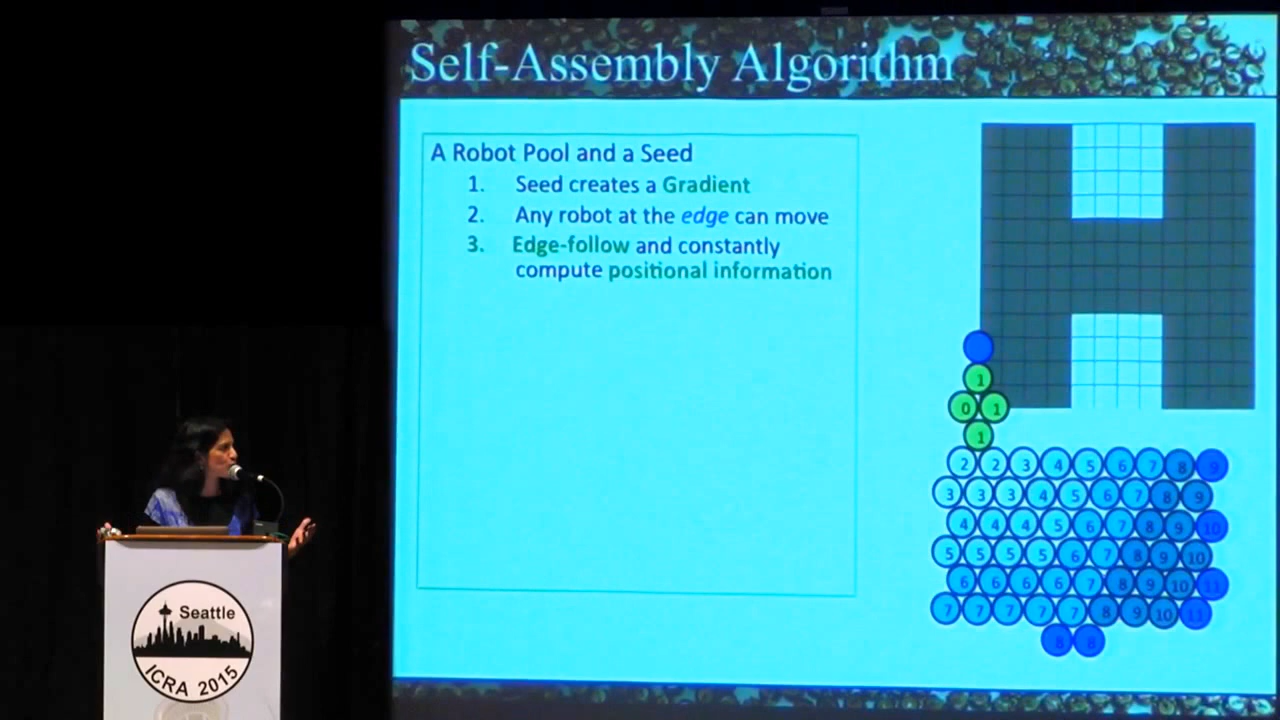 Self-Assembly Algorithm
A Robot Pool and a Seed
1. Seed creates a Gradient
2. Any robot at the edge can move
3. Edge-follow and constantly
compute positional information
1
0 1
1
2 2 3 4 5 6 7 8 9
3 3 3 4 5 6 7 8 9
4 4 4 5 6 7 8 9 10
5 5 5 5 6 7 8 9 10
6 6 6 6 7 8 9 10 11
7 7 7 7 7 8 9 10 11
8 8
Seattle
ICRA 2015